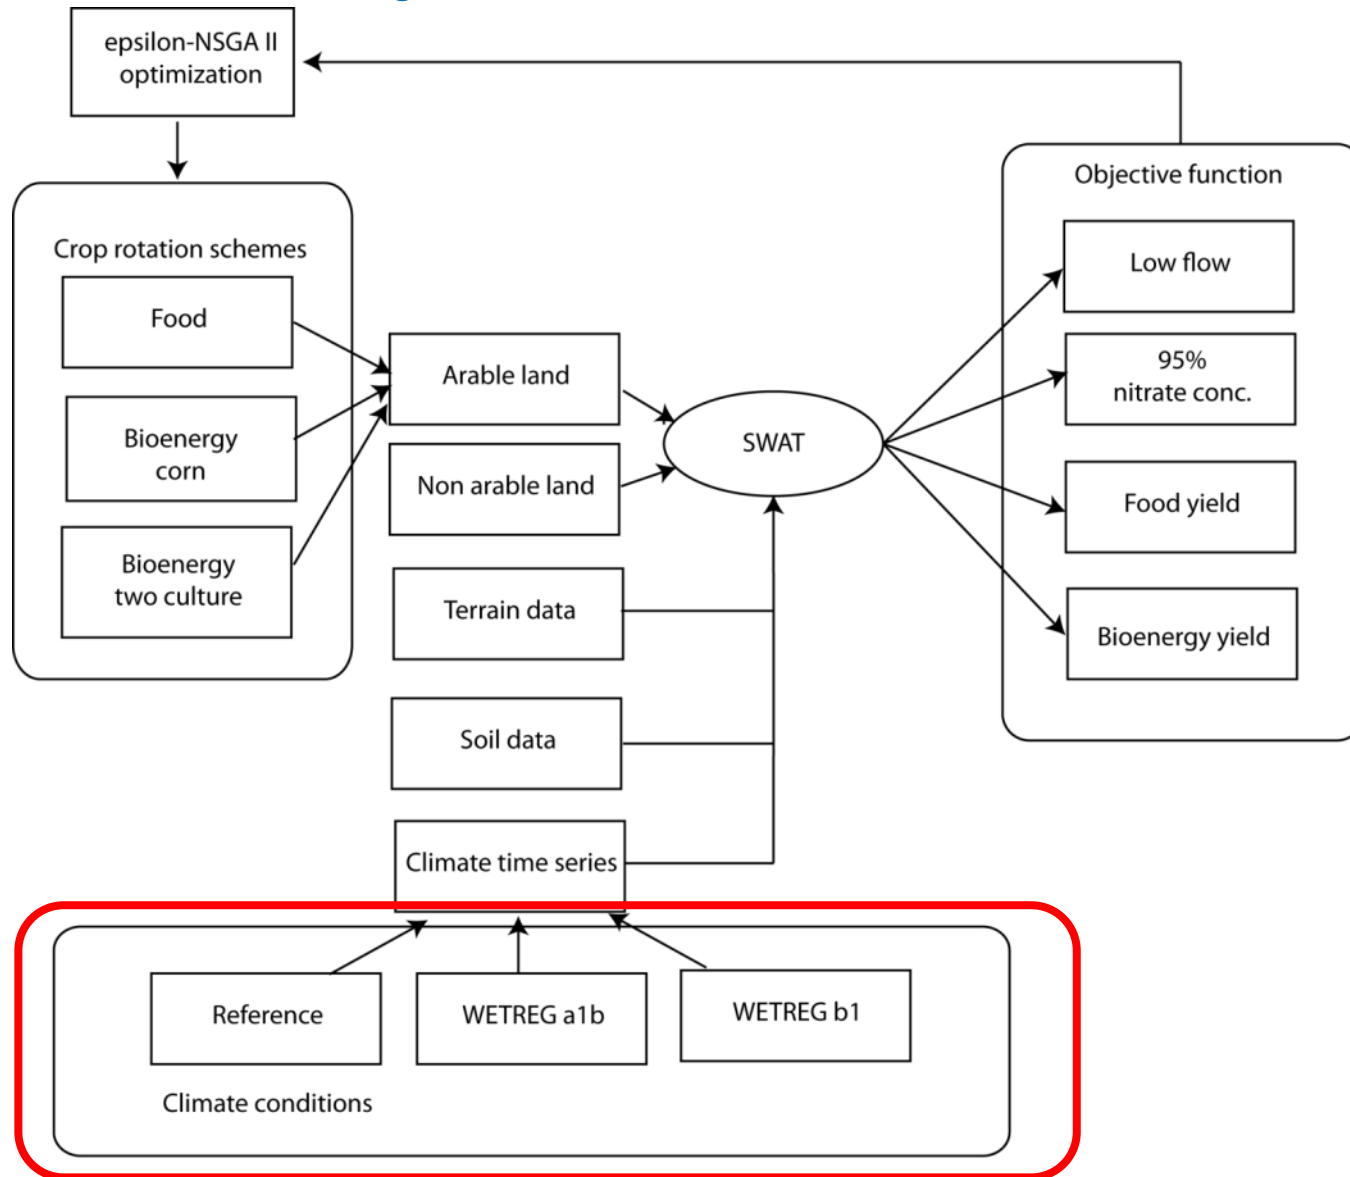 epsilon-NSGA II
optimization
Objective function
Crop rotation schemes
Food
Bioenergy
corn
Bioenergy
two culture
Arable land
Non arable land
Terrain data
Soil data
Climate time series
SWAT
Low flow
95%
nitrate conc.
Food yield
Bioenergy yield
Reference
WETREG a1b
WETREG b1
Climate conditions